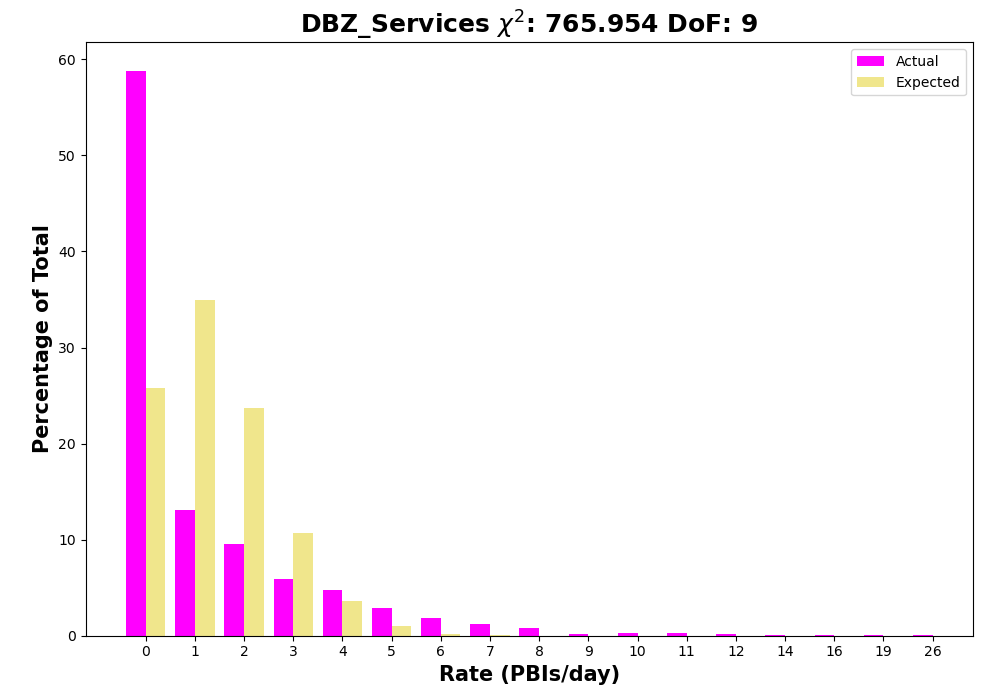 DBZ_Services χ²: 765.954 DoF: 9
Actual
Expected
60
50
40
30
20
10
0
Percentage of Total
0 1 2 3 4 5 6 7 8 9 10 11 12 14 16 19 26
Rate (PBIs/day)